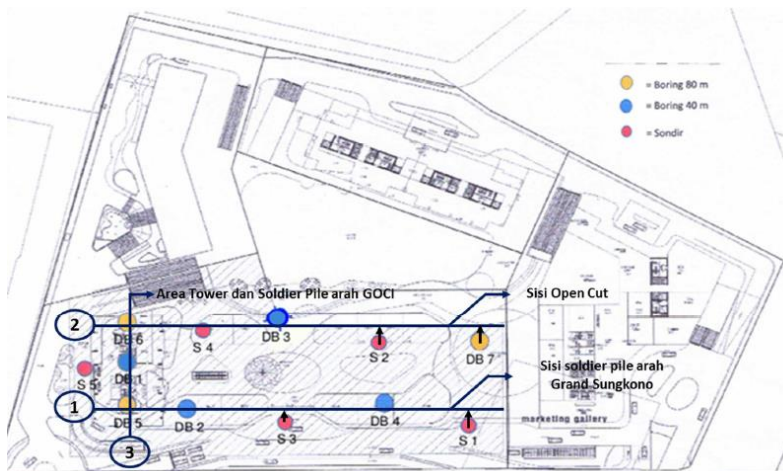 = Boring 80 m
= Boring 40 m
= Sondir
Area Tower dan Soldier Pile arah GOCI
Sisi Open Cut
2
DB 6
S 4
DB 3
S 2
DB 7
S 5
DB 1
Sisi soldier pile arah
Grand Sungkono
1
DB 5
DB 2
S 3
DB 4
S 1
marketing gallery
3